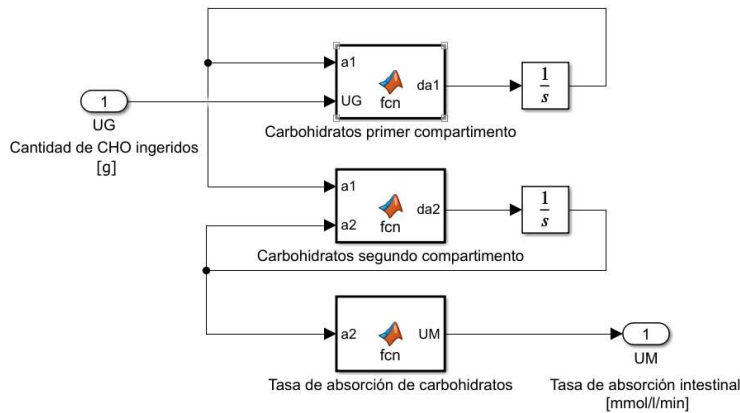 a1
UG
fcn
da1
1
s
Carbohidratos primer compartimento
1
UG
Cantidad de CHO ingeridos
[g]
a1
a2
fcn
da2
1
s
Carbohidratos segundo compartimento
a2
fcn
UM
Tasa de absorción de carbohidratos
1
UM
Tasa de absorción intestinal
[mmol/l/min]